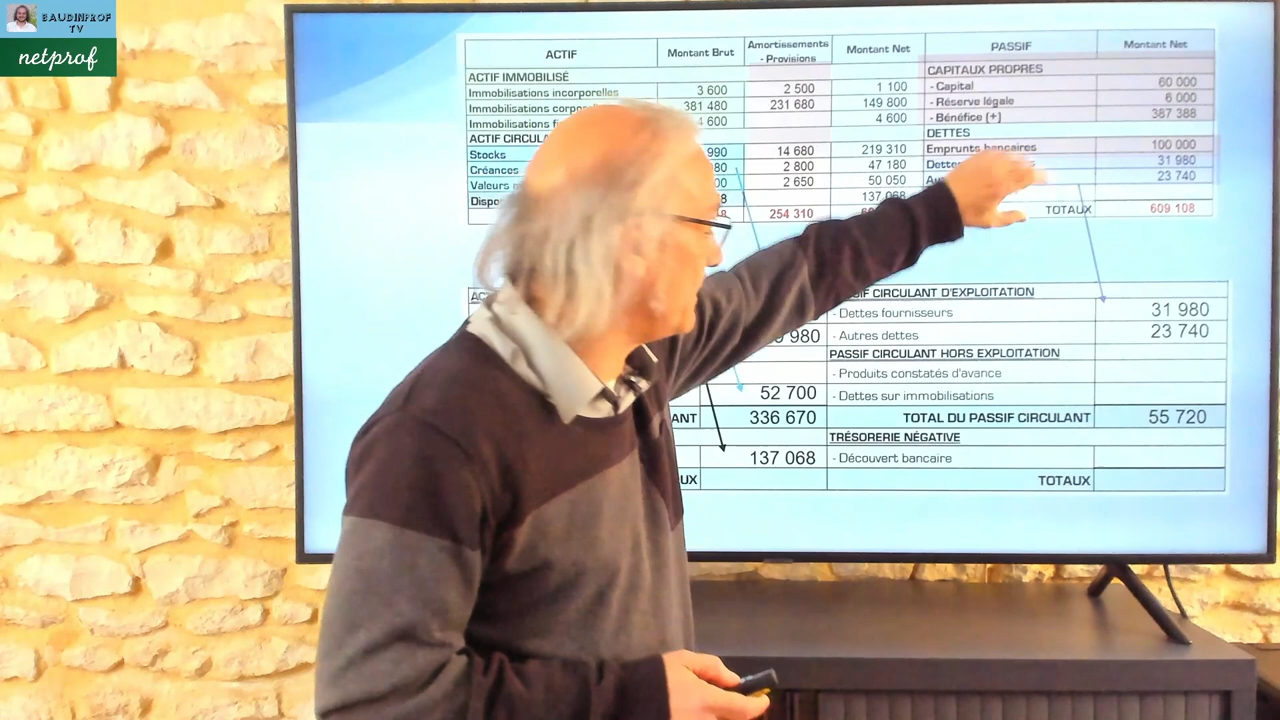 BAUDINPROF
TV
netprof
ACTIF Montant Brut Amortissements - Provisions Montant Net PASSIF Montant Net
ACTIF IMMOBILISÉ CAPITAUX PROPRES
Immobilisations incorporelles 3 600 2 500 1 100 - Capital 60 000
Immobilisations 381 480 231 680 149 800 - Réserve légale 6 000
Immobilisations 4 600 - Bénéfice [+] 387 388
ACTIF DETTES
Stocks 14 680 219 310 Emprunts bancaires 100 000
Créances 2 800 47 180 31 980
Valeurs 2 650 50 050 23 740
137 068
254 310 TOTAUX 609 108
CIRCULANT D'EXPLOITATION
- Dettes fournisseurs 31 980
- Autres dettes 23 740
PASSIF CIRCULANT HORS EXPLOITATION
- Produits constatés d'avance
52 700 - Dettes sur immobilisations
336 670 TOTAL DU PASSIF CIRCULANT 55 720
TRÉSORERIE NÉGATIVE
137 068 - Découvert bancaire
TOTAUX